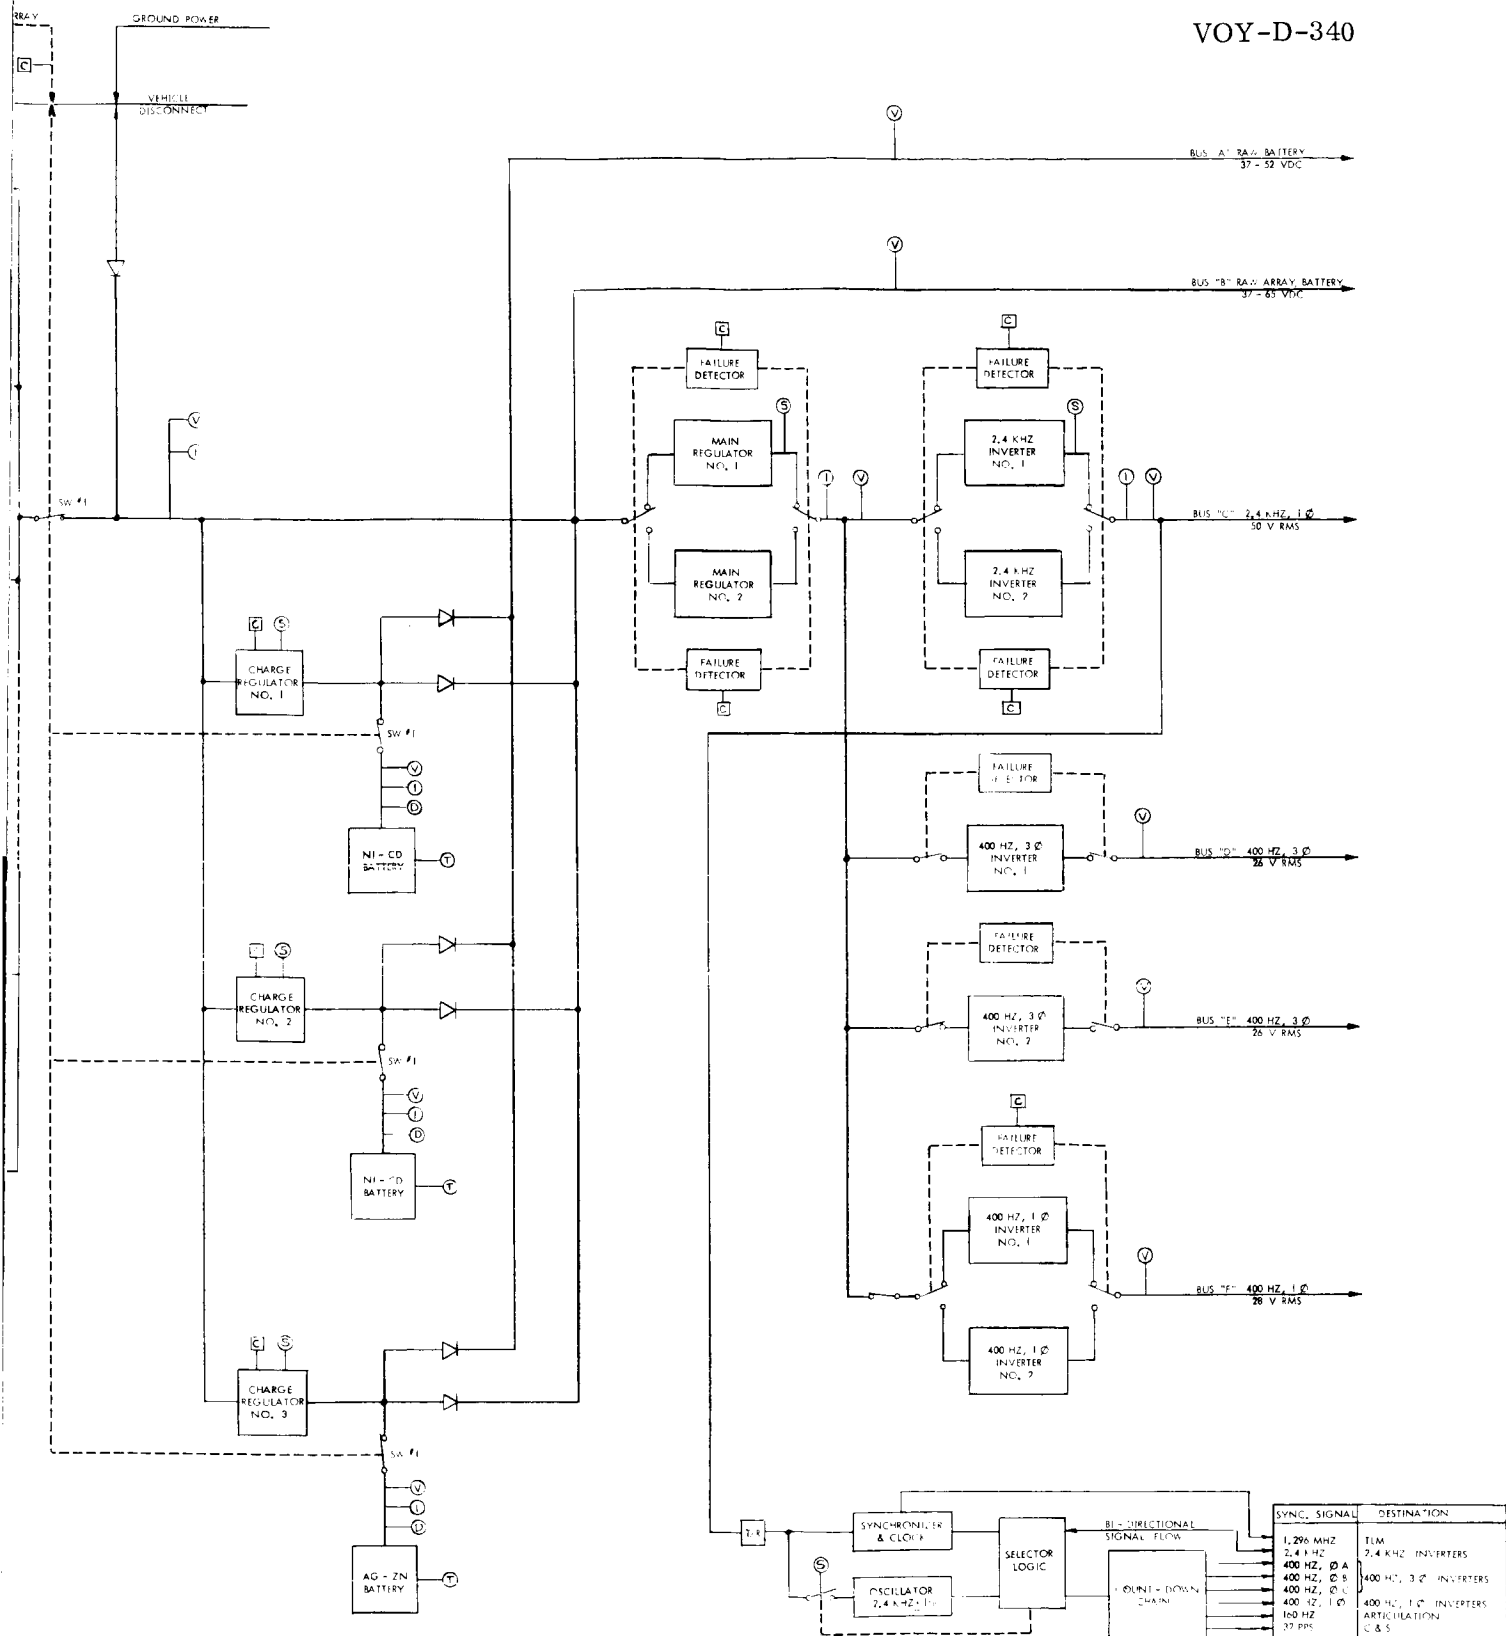 VOY-D-340
RRAY
GROUND POWER
C
VEHICLE
DISCONNECT
V
BUS "A" RAW BATTERY
37 - 52 VDC
V
BUS "B" RAW ARRAY, BATTERY
37 - 65 VDC
C
FAILURE
DETECTOR
C
FAILURE
DETECTOR
V
I
S
MAIN
REGULATOR
NO. 1
S
2.4 KHZ
INVERTER
NO. 1
I
V
I
V
SW #1
BUS "C" 2.4 KHZ, 1 Ø
50 V RMS
MAIN
REGULATOR
NO. 2
2.4 KHZ
INVERTER
NO. 2
C
S
CHARGE
REGULATOR
NO. 1
FAILURE
DETECTOR
C
FAILURE
DETECTOR
C
SW #1
V
I
D
NI - CD
BATTERY
T
FAILURE
DETECTOR
400 HZ, 3 Ø
INVERTER
NO. 1
V
BUS "D" 400 HZ, 3 Ø
26 V RMS
S
CHARGE
REGULATOR
NO. 2
FAILURE
DETECTOR
400 HZ, 3 Ø
INVERTER
NO. 2
V
BUS "E" 400 HZ, 3 Ø
26 V RMS
SW #1
V
I
D
NI - CD
BATTERY
T
C
FAILURE
DETECTOR
400 HZ, 1 Ø
INVERTER
NO. 1
V
BUS "F" 400 HZ, 1 Ø
28 V RMS
400 HZ, 1 Ø
INVERTER
NO. 2
C
S
CHARGE
REGULATOR
NO. 3
SW #1
V
I
D
AG - ZN
BATTERY
T
T/R
SYNCHRONIZER
& CLOCK
S
OSCILLATOR
2.4 KHZ
SELECTOR
LOGIC
BI - DIRECTIONAL
SIGNAL FLOW
COUNT - DOWN
CHAIN
SYNC. SIGNAL DESTINATION
1.296 MHZ TLM
2.4 KHZ 2.4 KHZ INVERTERS
400 HZ, Ø A
400 HZ, Ø B 400 HZ, 3 Ø INVERTERS
400 HZ, Ø C
400 HZ, 1 Ø 400 HZ, 1 Ø INVERTERS
160 HZ ARTICULATION
37 PPS C & S